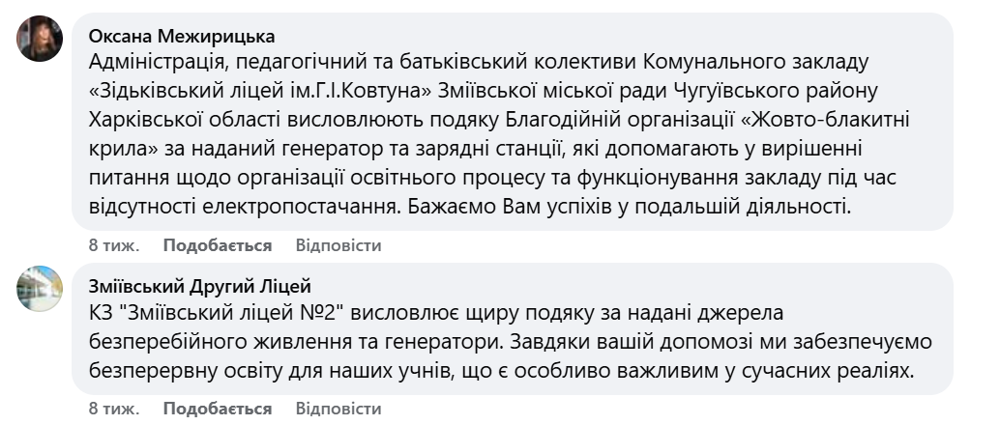 Оксана Межирицька
Адміністрація, педагогічний та батьківський колективи Комунального закладу
«Зідьківський ліцей ім.Г.І.Ковтуна» Зміївської міської ради Чугуївського району
Харківської області висловлюють подяку Благодійній організації «Жовто-блакитні
крила» за наданий генератор та зарядні станції, які допомагають у вирішенні
питання щодо організації освітнього процесу та функціонування закладу під час
відсутності електропостачання. Бажаємо Вам успіхів у подальшій діяльності.
8 тиж. Подобається Відповісти
Зміївський Другий Ліцей
КЗ "Зміївський ліцей №2" висловлює щиру подяку за надані джерела
безперебійного живлення та генератори. Завдяки вашій допомозі ми забезпечуємо
безперервну освіту для наших учнів, що є особливо важливим у сучасних реаліях.
8 тиж. Подобається Відповісти